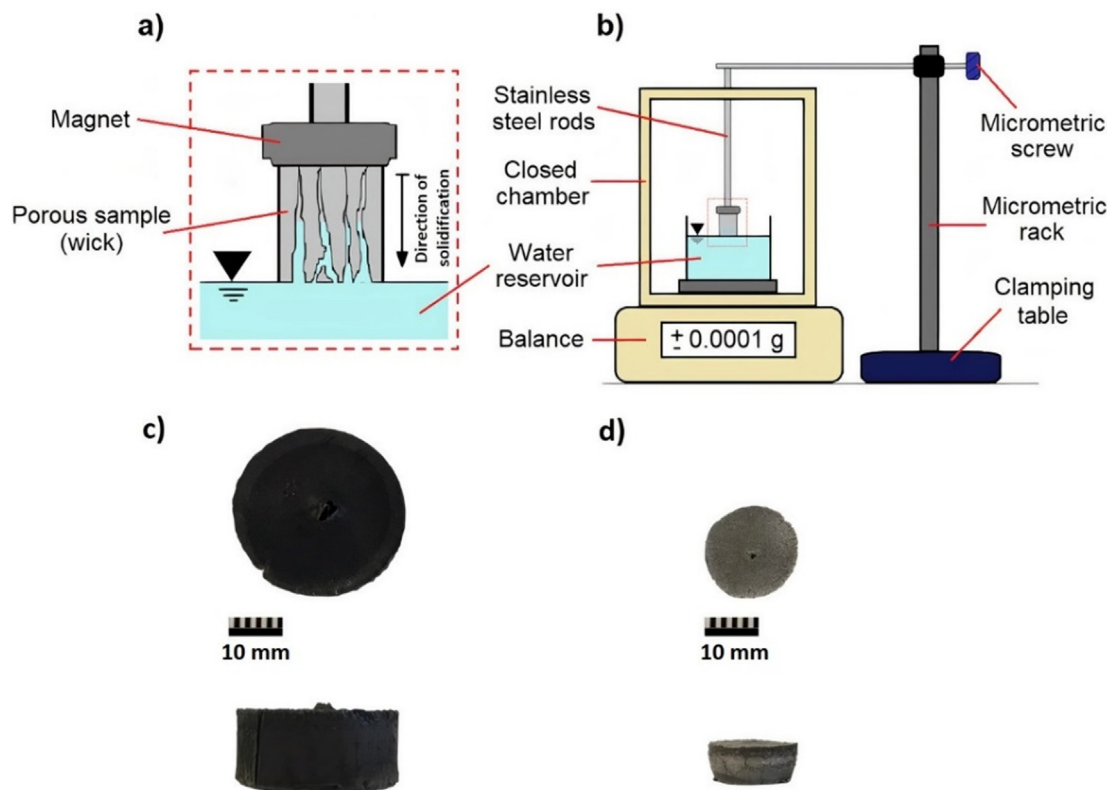 a)
Magnet
Porous sample
(wick)
Direction of
solidification
b)
Stainless
steel rods
Closed
chamber
Water
reservoir
Balance
± 0.0001 g
Micrometric
screw
Micrometric
rack
Clamping
table
c)
10 mm
d)
10 mm